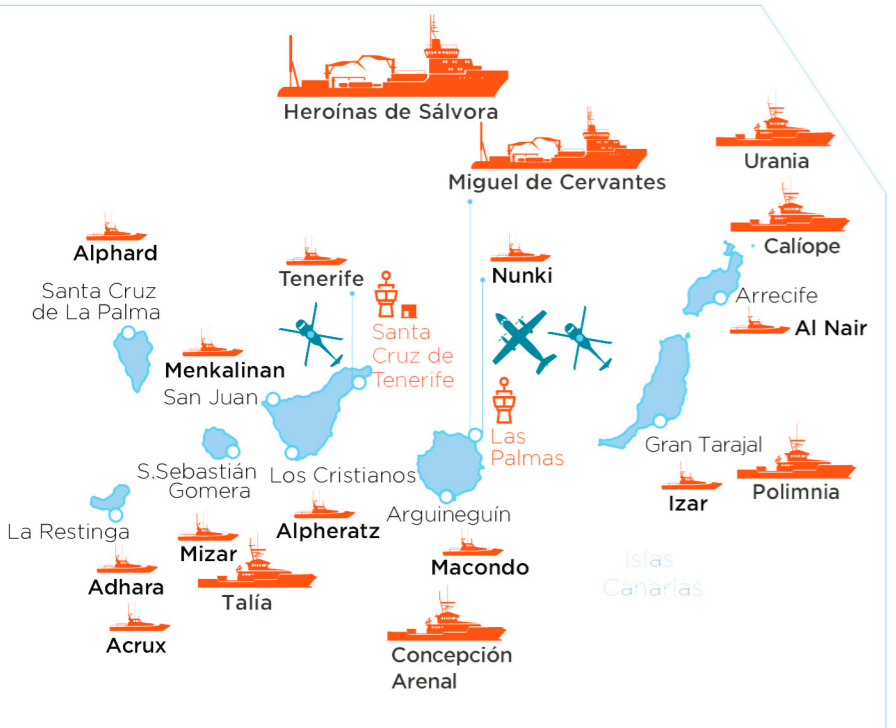 Heroínas de Sálvora
Miguel de Cervantes
Urania
Calíope
Alphard
Tenerife
Nunki
Santa Cruz
de La Palma
Arrecife
Al Nair
Santa
Cruz de
Tenerife
Menkalinan
San Juan
Las
Palmas
Gran Tarajal
S.Sebastián
Gomera
Los Cristianos
Arguineguín
Izar
Polimnia
La Restinga
Mizar
Alpheratz
Macondo
Islas
Canarias
Adhara
Talía
Acrux
Concepción
Arenal